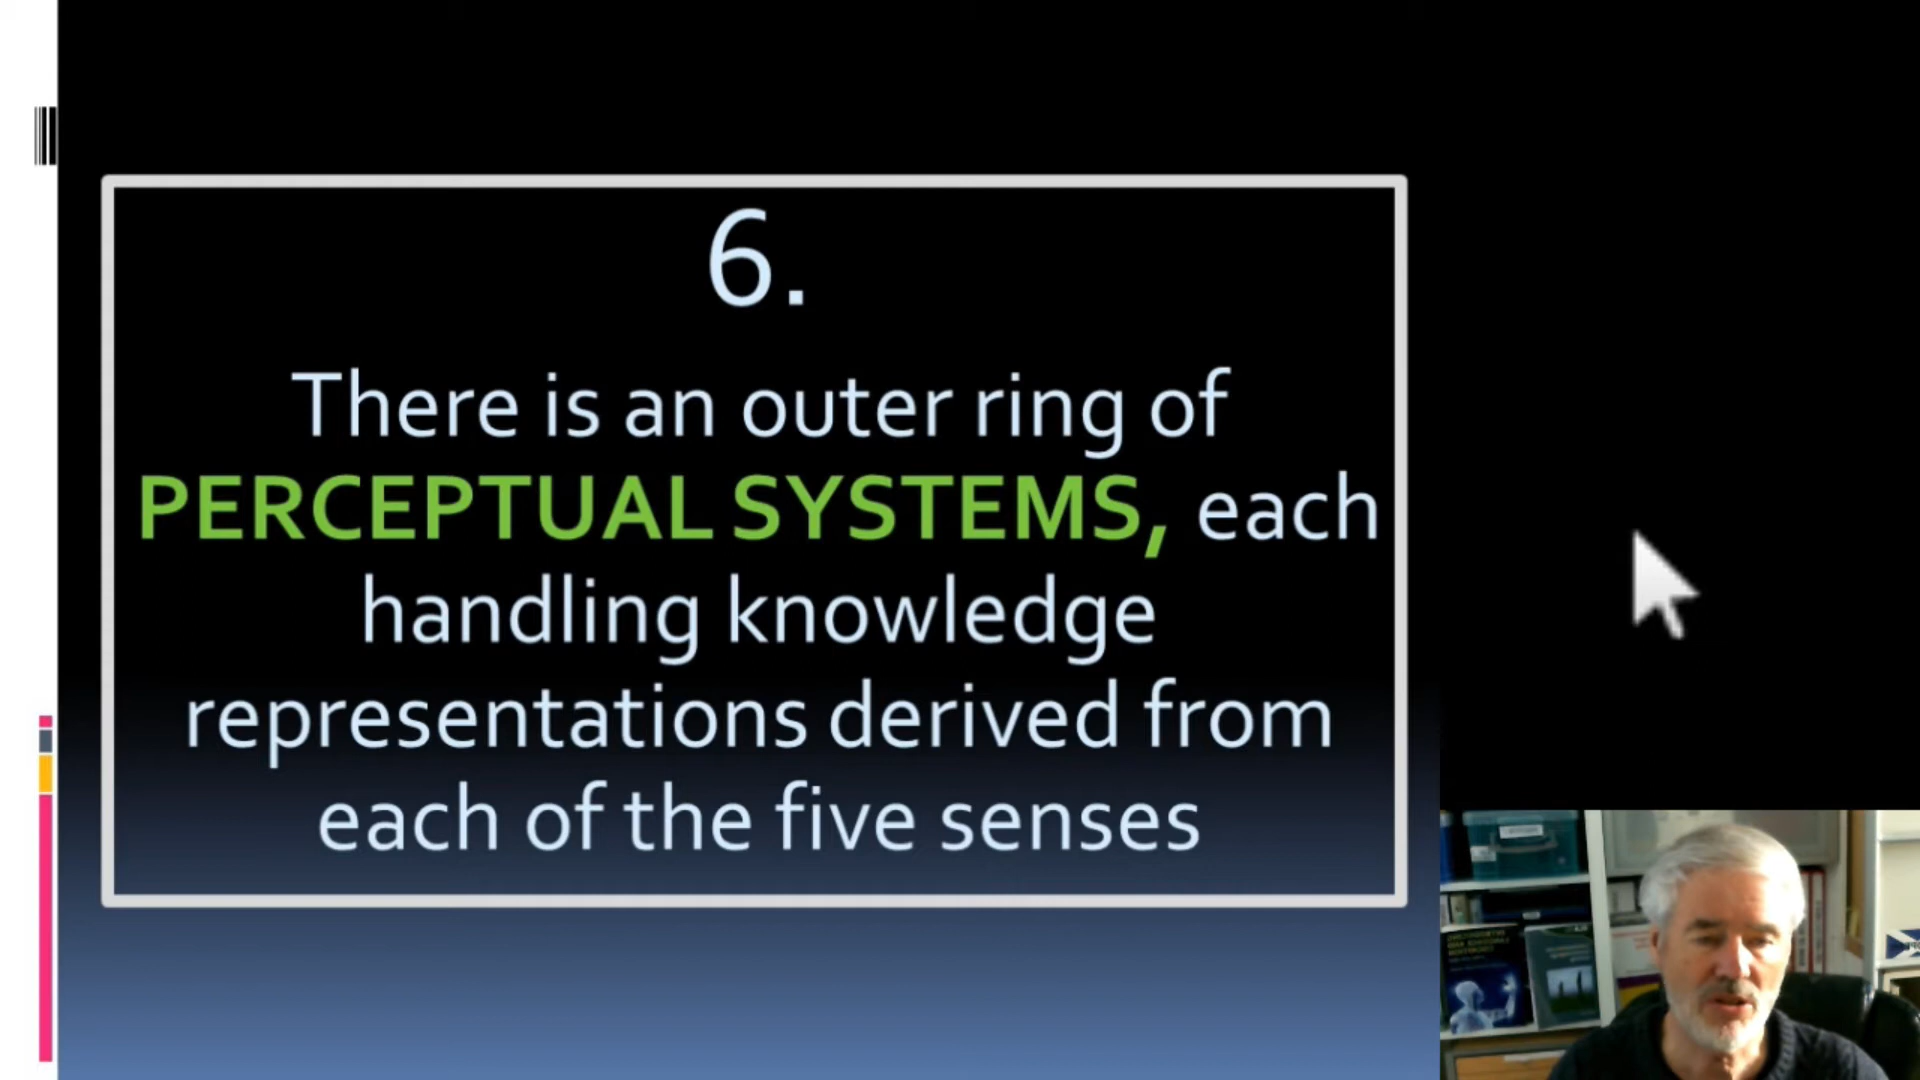 6.
There is an outer ring of
PERCEPTUAL SYSTEMS, each
handling knowledge
representations derived from
each of the five senses